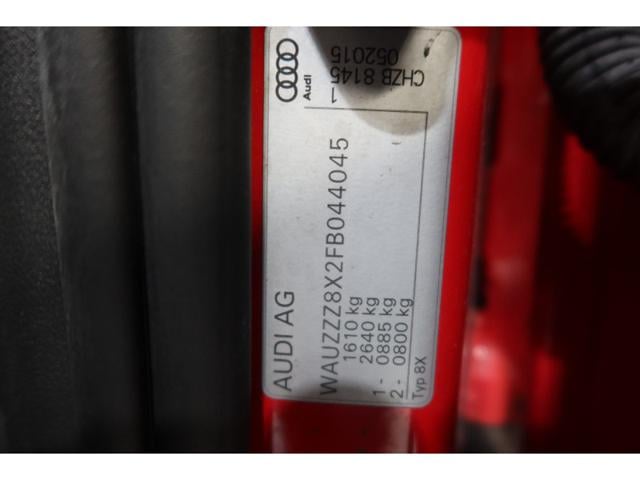 AUDI AG
WAUZZZ8X2FB044045
1610 kg
2640 kg
1 - 0885 kg
2 - 0800 kg
Typ 8X
Audi
CHZB 8145 1
052015